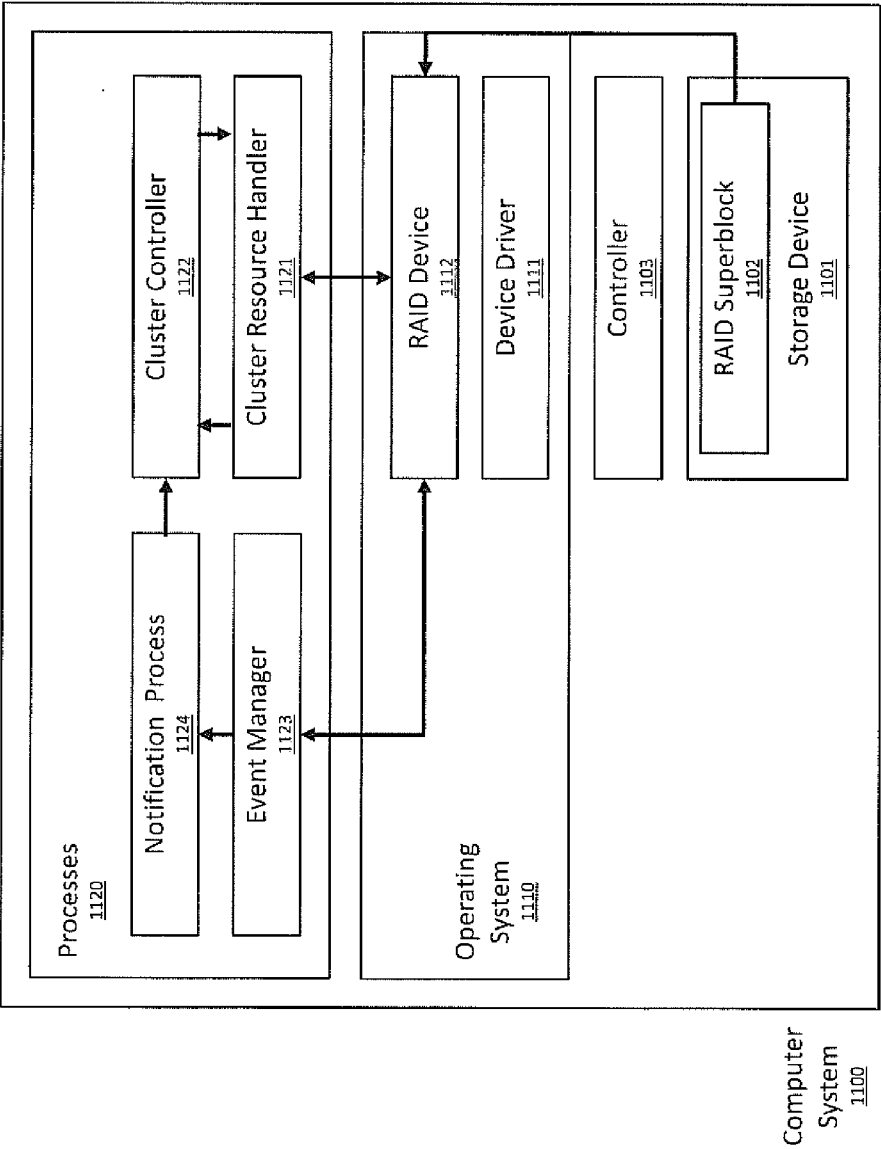 Processes
1120
Notification Process
1124
Cluster Controller
1122
Event Manager
1123
Cluster Resource Handler
1121
Operating
System
1110
RAID Device
1112
Device Driver
1111
Controller
1103
RAID Superblock
1102
Storage Device
1101
Computer
System
1100